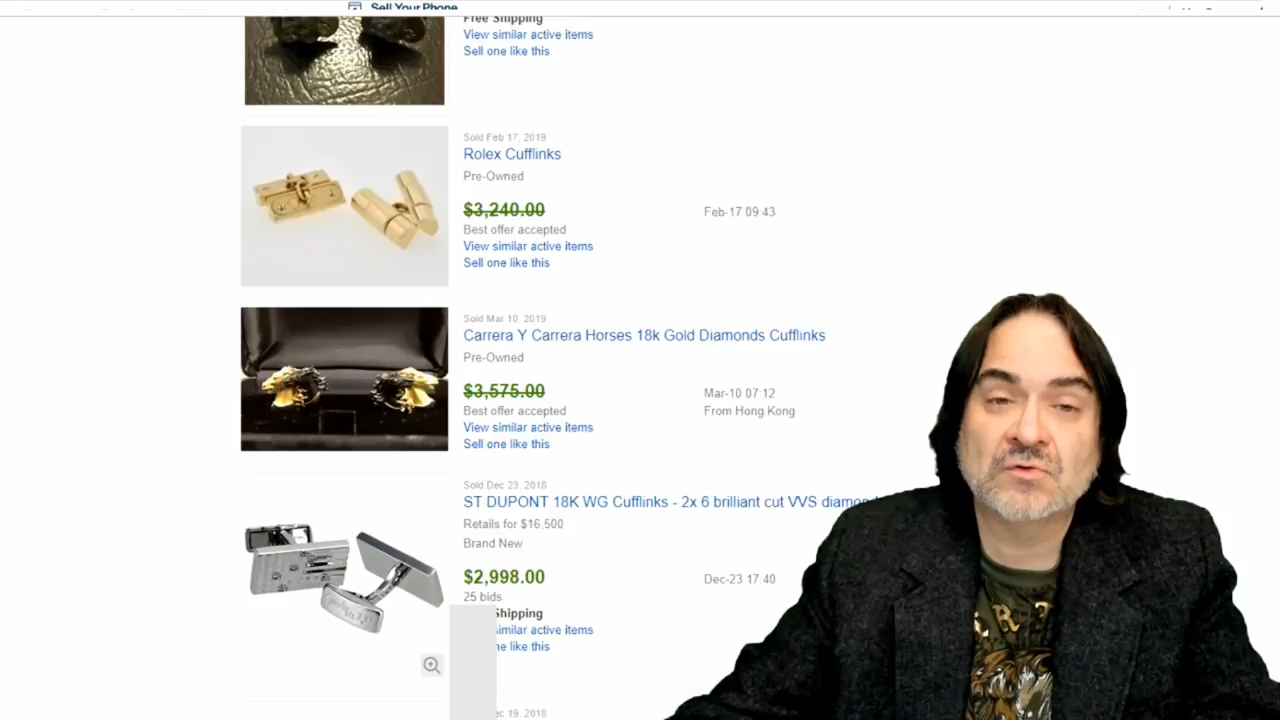 Sell Your Phone
Free Shipping
View similar active items
Sell one like this
Sold Feb 17, 2019
Rolex Cufflinks
Pre-Owned
$3,240.00
Feb-17 09:43
Best offer accepted
View similar active items
Sell one like this
Sold Mar 10, 2019
Carrera Y Carrera Horses 18k Gold Diamonds Cufflinks
Pre-Owned
$3,575.00
Mar-10 07:12
Best offer accepted
From Hong Kong
View similar active items
Sell one like this
Sold Dec 23, 2018
ST DUPONT 18K WG Cufflinks - 2x 6 brilliant cut VVS diamon
Retails for $16,500
Brand New
$2,998.00
Dec-23 17:40
25 bids
Shipping
imilar active items
ne like this
ec 19, 2018